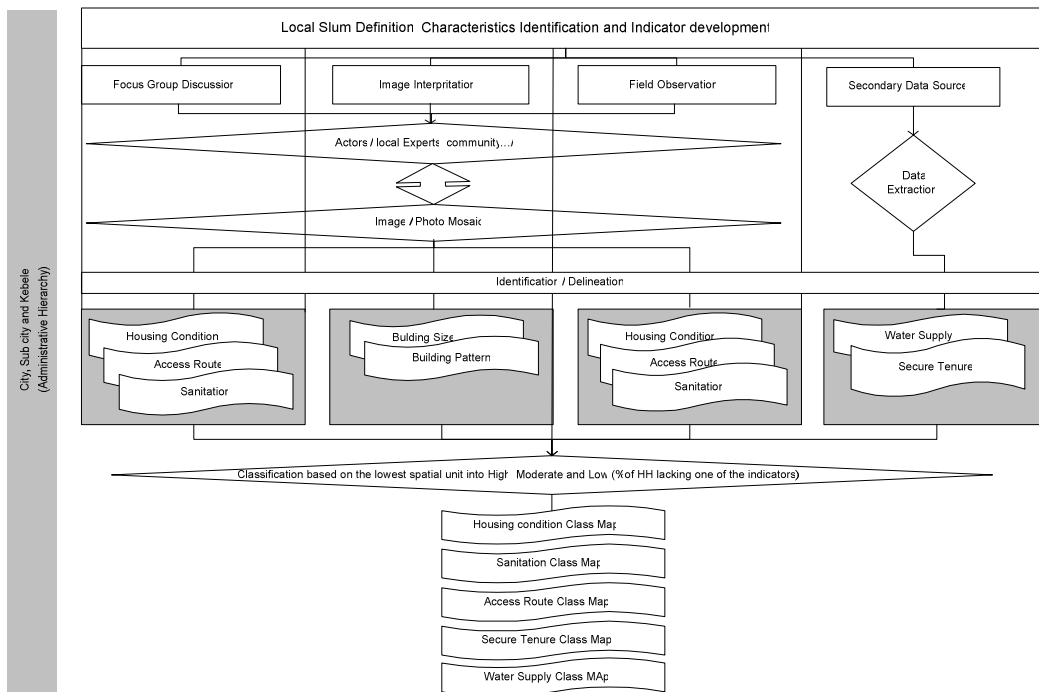 Local Slum Definition Characteristics Identification and Indicator development
Focus Group Discussion
Image Interpritation
Field Observation
Secondary Data Source
Actors / local Experts community.../
Data
Extraction
Image / Photo Mosaic
Identification / Delineation
City, Sub city and Kebele
(Administrative Hierarchy)
Housing Condition
Access Route
Sanitation
Bulding Size
Building Pattern
Housing Condition
Access Route
Sanitation
Water Supply
Secure Tenure
Classification based on the lowest spatial unit into High Moderate and Low (%of HH lacking one of the indicators)
Housing condition Class Map
Sanitation Class Map
Access Route Class Map
Secure Tenure Class Map
Water Supply Class MAp